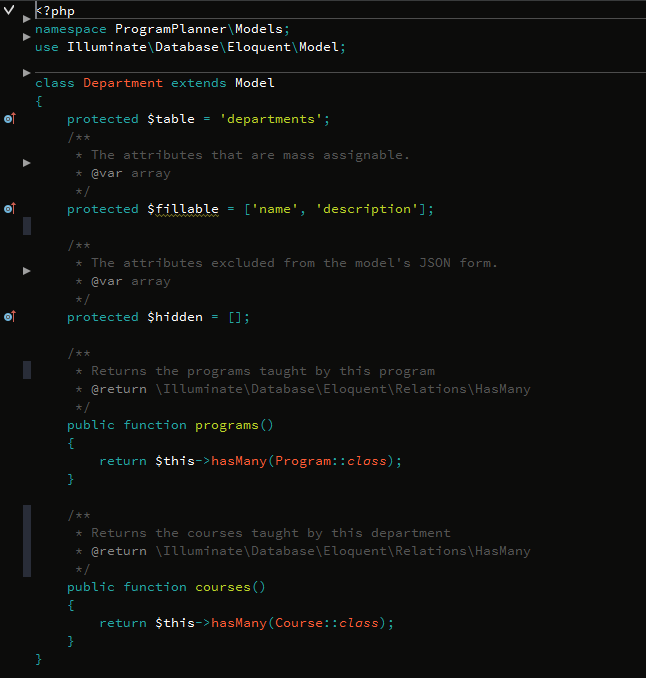 <?php
namespace ProgramPlanner\Models;
use Illuminate\Database\Eloquent\Model;
class Department extends Model
{
protected $table = 'departments';
/**
* The attributes that are mass assignable.
* @var array
*/
protected $fillable = ['name', 'description'];
/**
* The attributes excluded from the model's JSON form.
* @var array
*/
protected $hidden = [];
/**
* Returns the programs taught by this program
* @return \Illuminate\Database\Eloquent\Relations\HasMany
*/
public function programs()
{
return $this->hasMany(Program::class);
}
/**
* Returns the courses taught by this department
* @return \Illuminate\Database\Eloquent\Relations\HasMany
*/
public function courses()
{
return $this->hasMany(Course::class);
}
}